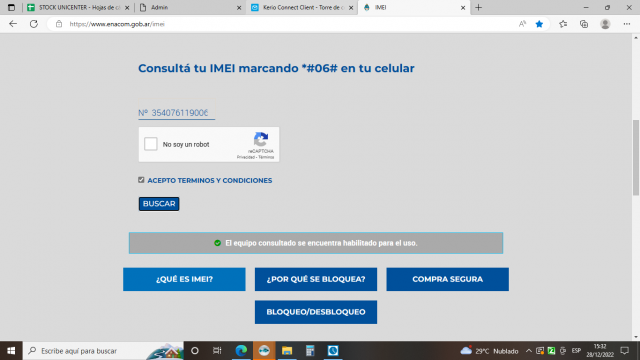 STOCK UNICENTER - Hojas de cá
Admin
Kerio Connect Client - Torre de c
IMEI
https://www.enacom.gob.ar/imei
Consultá tu IMEI marcando *#06# en tu celular
Nº 35407611900
No soy un robot
reCAPTCHA
Privacidad - Términos
ACEPTO TERMINOS Y CONDICIONES
BUSCAR
El equipo consultado se encuentra habilitado para el uso.
¿QUÉ ES IMEI?
¿POR QUÉ SE BLOQUEA?
COMPRA SEGURA
BLOQUEO/DESBLOQUEO
Escribe aquí para buscar
29°C Nublado
ESP
15:32
28/12/2022